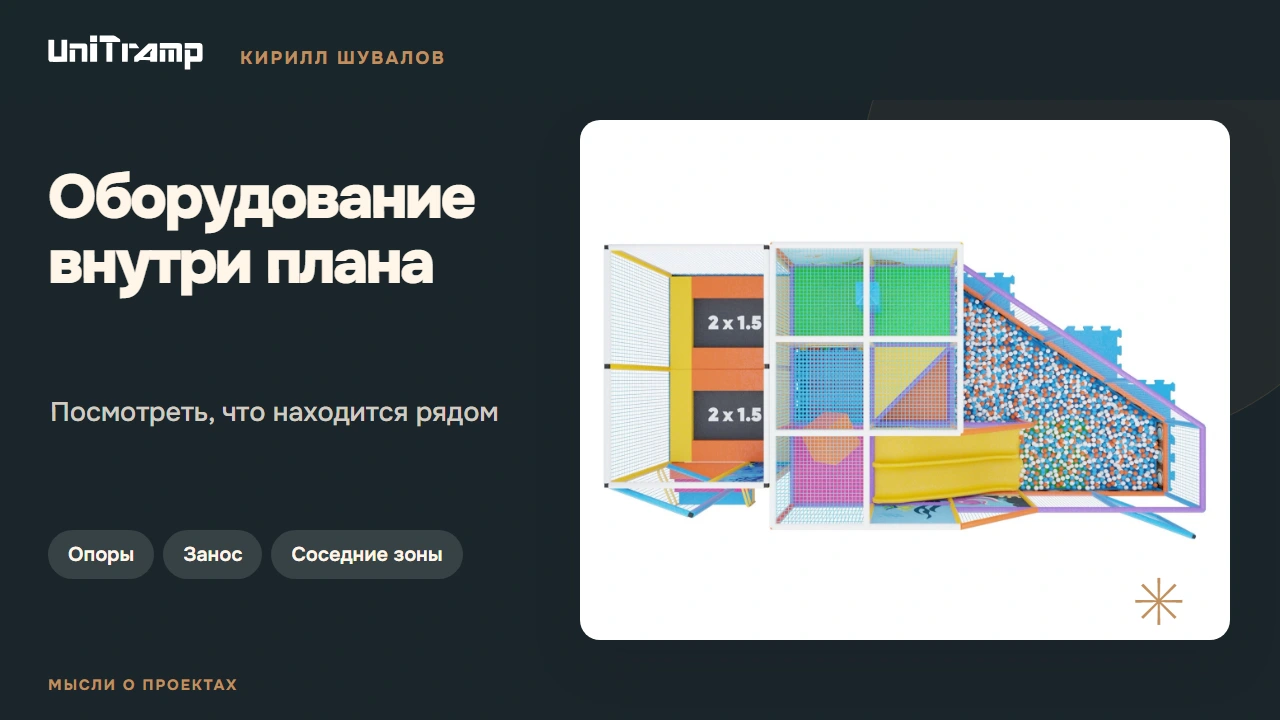 UniTramp
КИРИЛЛ ШУВАЛОВ
Оборудование
внутри плана
Посмотреть, что находится рядом
Опоры
Занос
Соседние зоны
МЫСЛИ О ПРОЕКТАХ
2 x 1.5
2 x 1.5